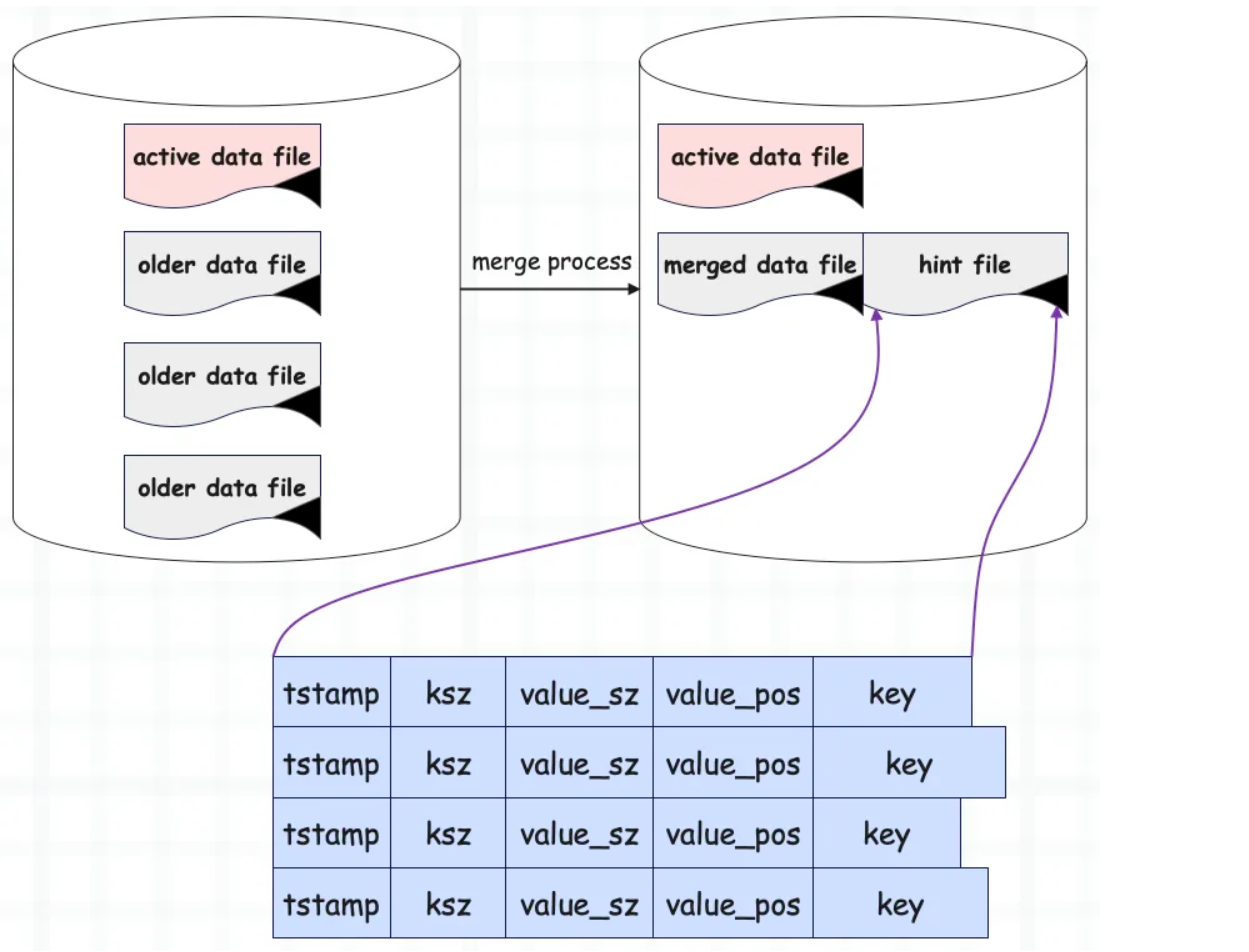 active data file
older data file
older data file
older data file
merge process
active data file
merged data file
hint file
tstamp ksz value_sz value_pos key
tstamp ksz value_sz value_pos key
tstamp ksz value_sz value_pos key
tstamp ksz value_sz value_pos key